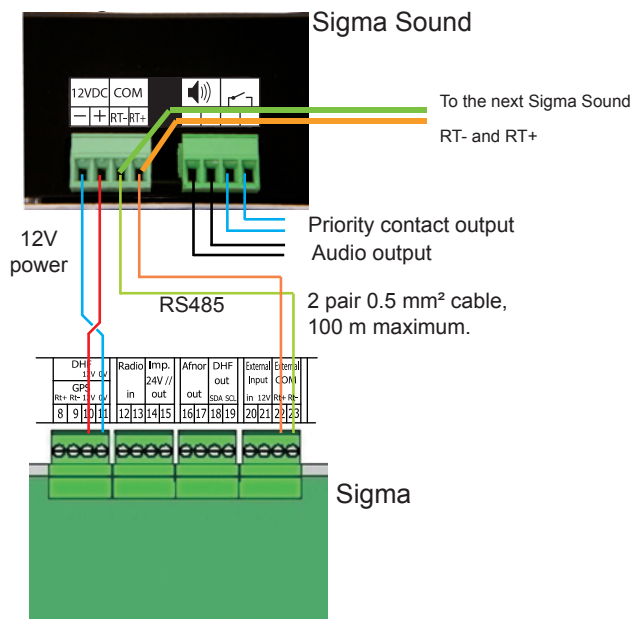 Sigma Sound
12VDC COM
− + RT- RT+
To the next Sigma Sound
RT- and RT+
Priority contact output
Audio output
12V
power
RS485
2 pair 0.5 mm² cable,
100 m maximum.
DHF Radio Imp. Afnor DHF External External
12V 0V 24V // out Input COM
GPS in out out
Rt+ Rt- 12V 0V SDA SCL in 12V Rt+ Rt-
8 9 10 11 12 13 14 15 16 17 18 19 20 21 22 23
Sigma